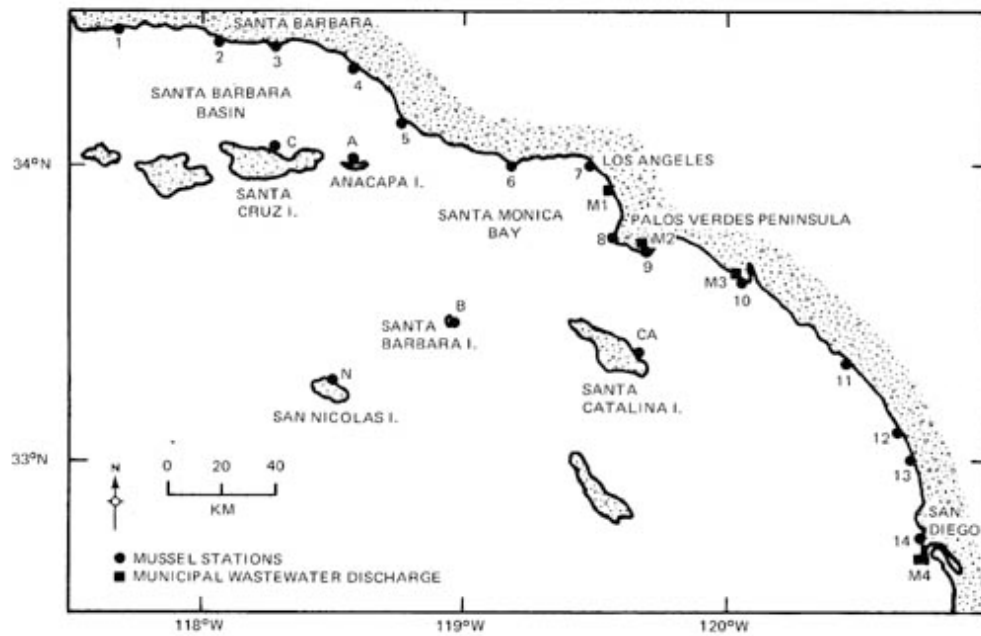 SANTA BARBARA
1
2
3
4
SANTA BARBARA
BASIN
5
C
A
34°N
ANACAPA I.
SANTA
CRUZ I.
6
7
LOS ANGELES
M1
SANTA MONICA
BAY
PALOS VERDES PENINSULA
8
M2
9
M3
10
B
SANTA
BARBARA I.
CA
N
SANTA
CATALINA I.
11
SAN NICOLAS I.
12
33°N
13
N
0 20 40
KM
SAN
DIEGO
14
M4
MUSSEL STATIONS
MUNICIPAL WASTEWATER DISCHARGE
118°W
119°W
120°W